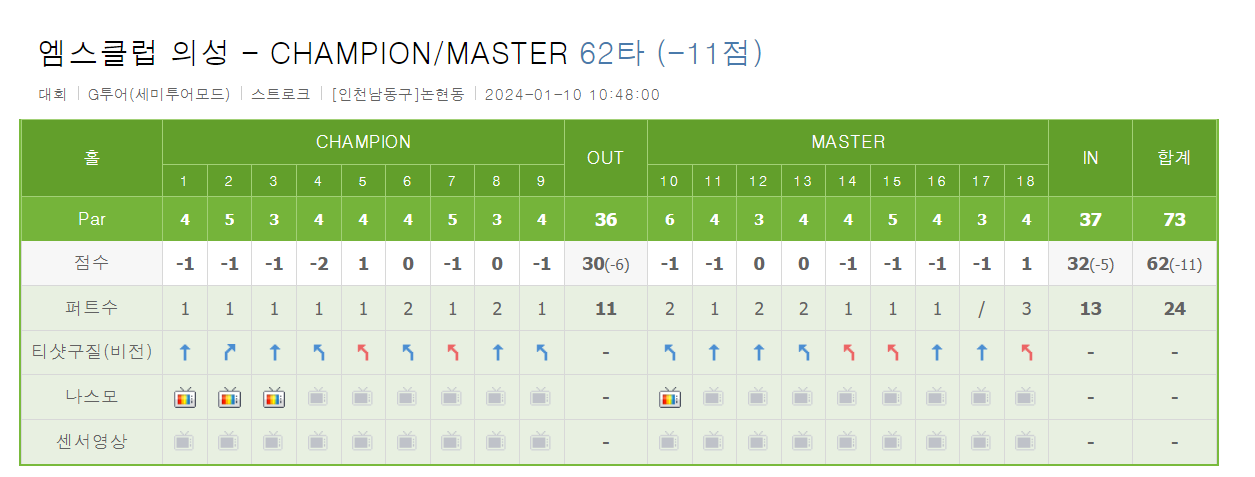 엠스클럽 의성 - CHAMPION/MASTER 62타 (-11점)
대회 G투어(세미투어모드) 스트로크 [인천남동구]논현동 2024-01-10 10:48:00
홀 CHAMPION OUT MASTER IN 합계
1 2 3 4 5 6 7 8 9 10 11 12 13 14 15 16 17 18
Par 4 5 3 4 4 4 5 3 4 36 6 4 3 4 4 5 4 3 4 37 73
점수 -1 -1 -1 -2 1 0 -1 0 -1 30(-6) -1 -1 0 0 -1 -1 -1 -1 1 32(-5) 62(-11)
퍼트수 1 1 1 1 1 2 1 2 1 11 2 1 2 2 1 1 1 / 3 13 24
티샷구질(비전) - - -
나스모 - - -
센서영상 - - -